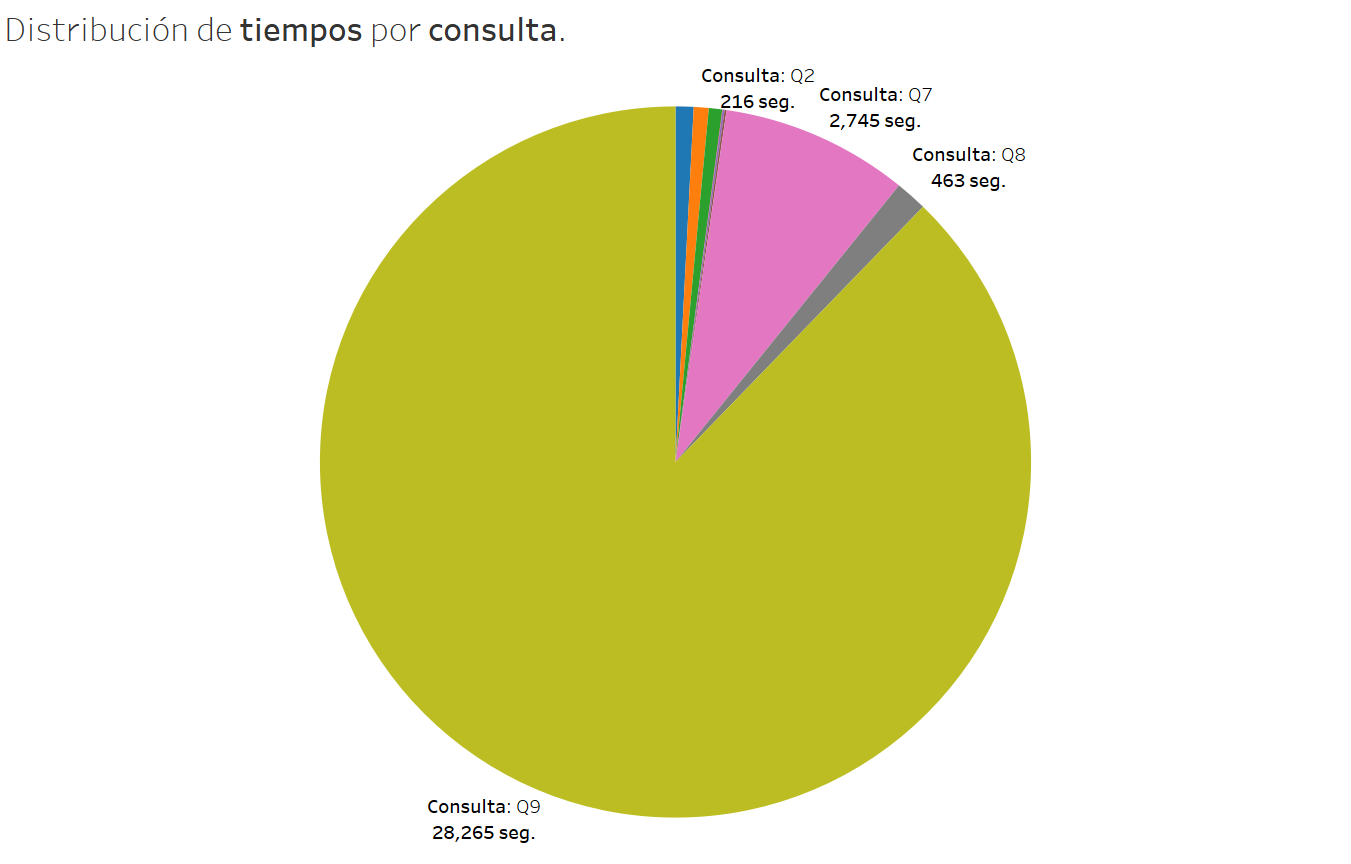 Distribución de tiempos por consulta.
Consulta: Q2
216 seg.
Consulta: Q7
2,745 seg.
Consulta: Q8
463 seg.
Consulta: Q9
28,265 seg.